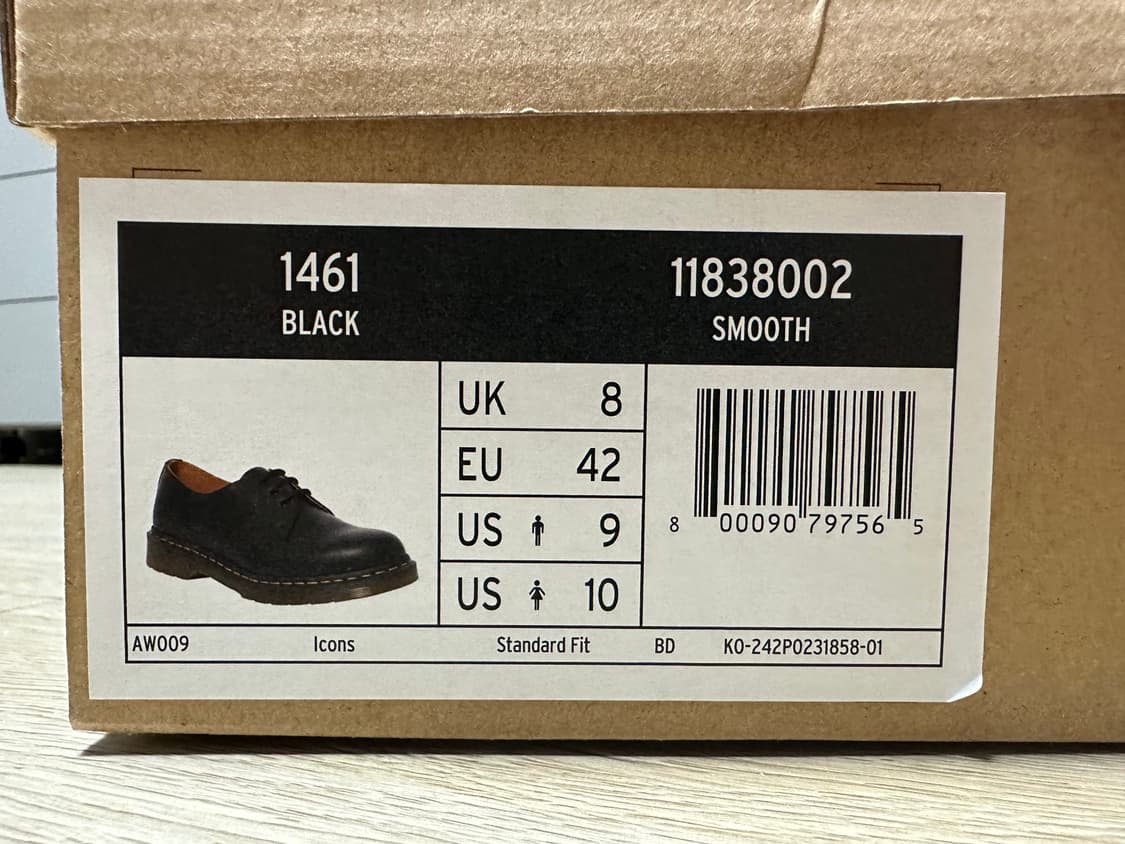 1461
BLACK
11838002
SMOOTH
UK 8
EU 42
US 9
US 10
8 00090 79756 5
AW009 Icons Standard Fit BD KO-242P0231858-01